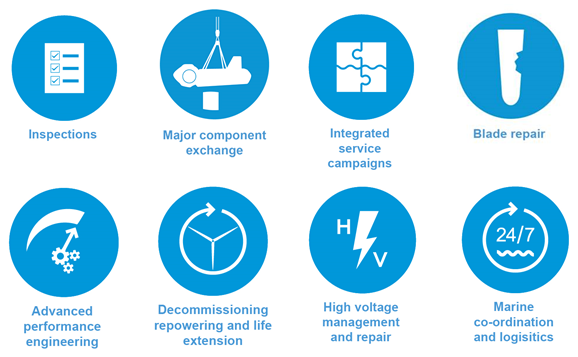 Inspections
Major component
exchange
Integrated
service
campaigns
Blade repair
Advanced
performance
engineering
Decommissioning
repowering and life
extension
H
V
High voltage
management
and repair
24/7
Marine
co-ordination
and logisitics